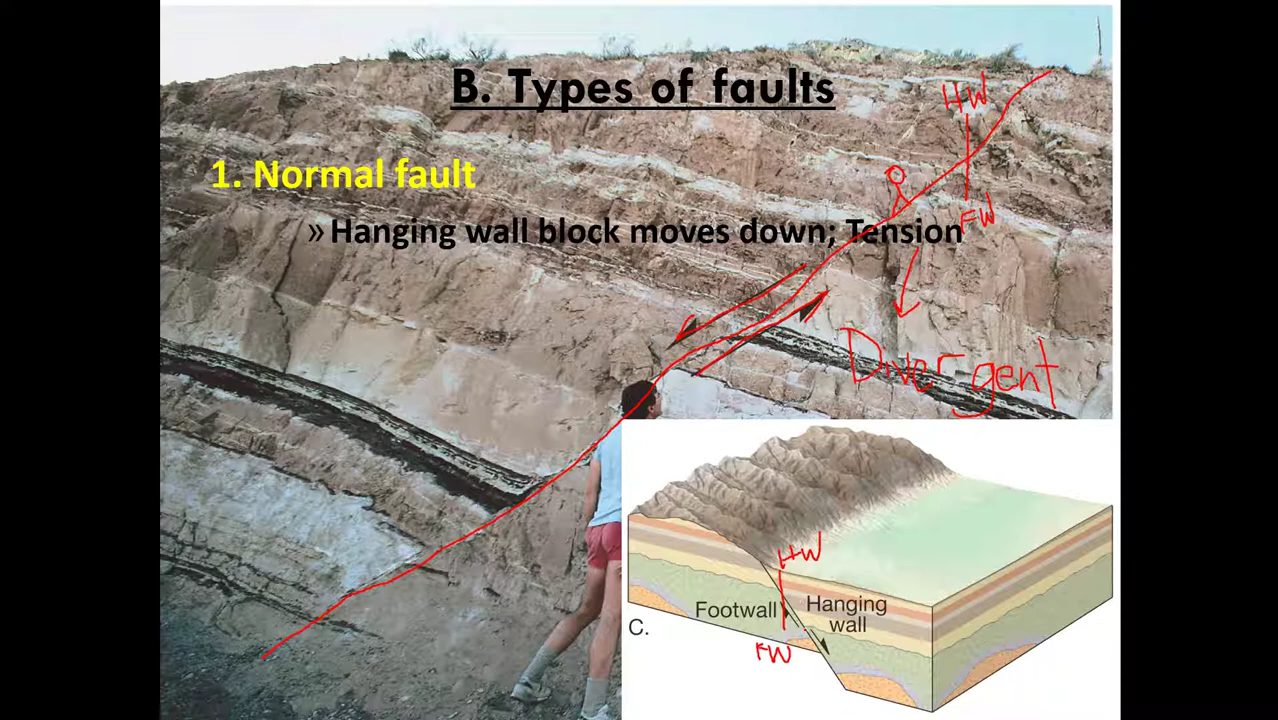 B. Types of faults
HW
1. Normal fault
FW
» Hanging wall block moves down; Tension
Divergent
HW
Footwall
Hanging
wall
C.
FW